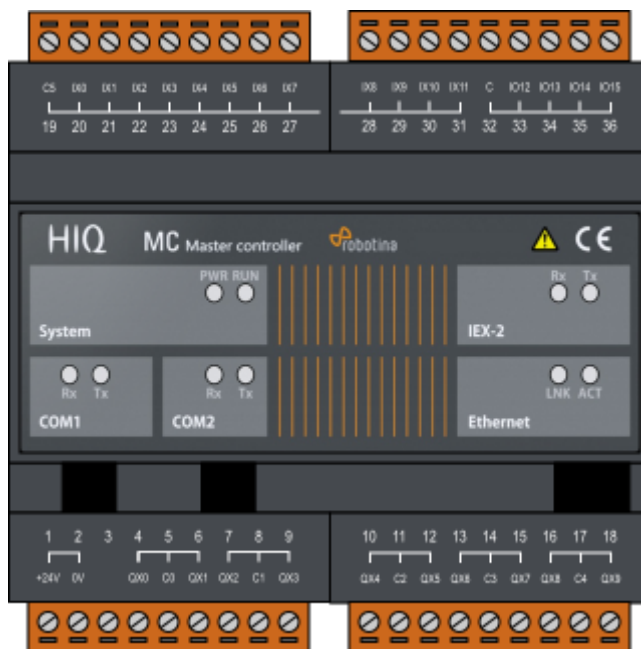 CS IX0 IX1 IX2 IX3 IX4 IX5 IX6 IX7 IX8 IX9 IX10 IX11 C IO12 IO13 IO14 IO15
19 20 21 22 23 24 25 26 27 28 29 30 31 32 33 34 35 36
HIQ MC Master controller robotina CE
PWR RUN Rx Tx
System IEX-2
Rx Tx Rx Tx LNK ACT
COM1 COM2 Ethernet
1 2 3 4 5 6 7 8 9 10 11 12 13 14 15 16 17 18
+24V 0V QX0 C0 QX1 QX2 C1 QX3 QX4 C2 QX5 QX6 C3 QX7 QX8 C4 QX9